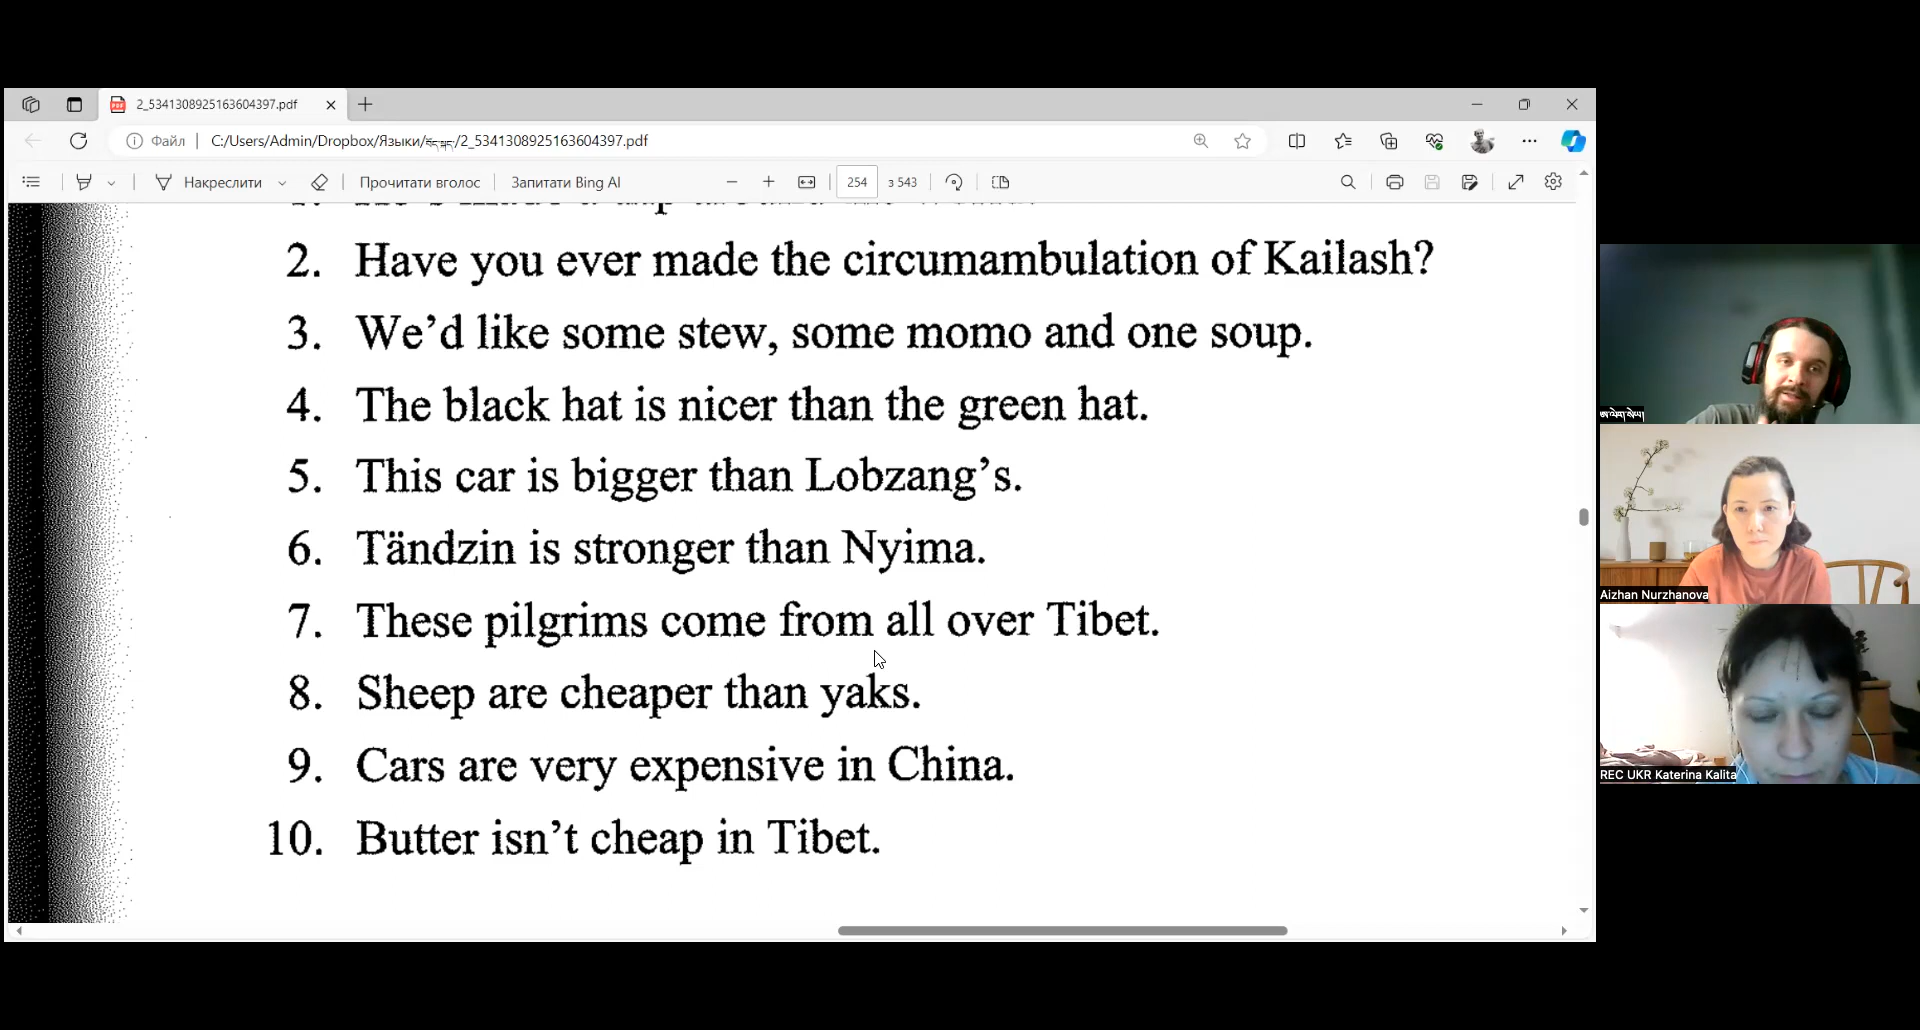 2_5341308925163604397.pdf
Файл
C:/Users/Admin/Dropbox/Языки/བོད་སྐད/2_5341308925163604397.pdf
Накреслити
Прочитати вголос
Запитати Bing AI
254
з 543
2. Have you ever made the circumambulation of Kailash?
3. We’d like some stew, some momo and one soup.
4. The black hat is nicer than the green hat.
5. This car is bigger than Lobzang’s.
6. Tändzin is stronger than Nyima.
7. These pilgrims come from all over Tibet.
8. Sheep are cheaper than yaks.
9. Cars are very expensive in China.
10. Butter isn’t cheap in Tibet.
Aizhan Nurzhanova
REC UKR Katerina Kalita